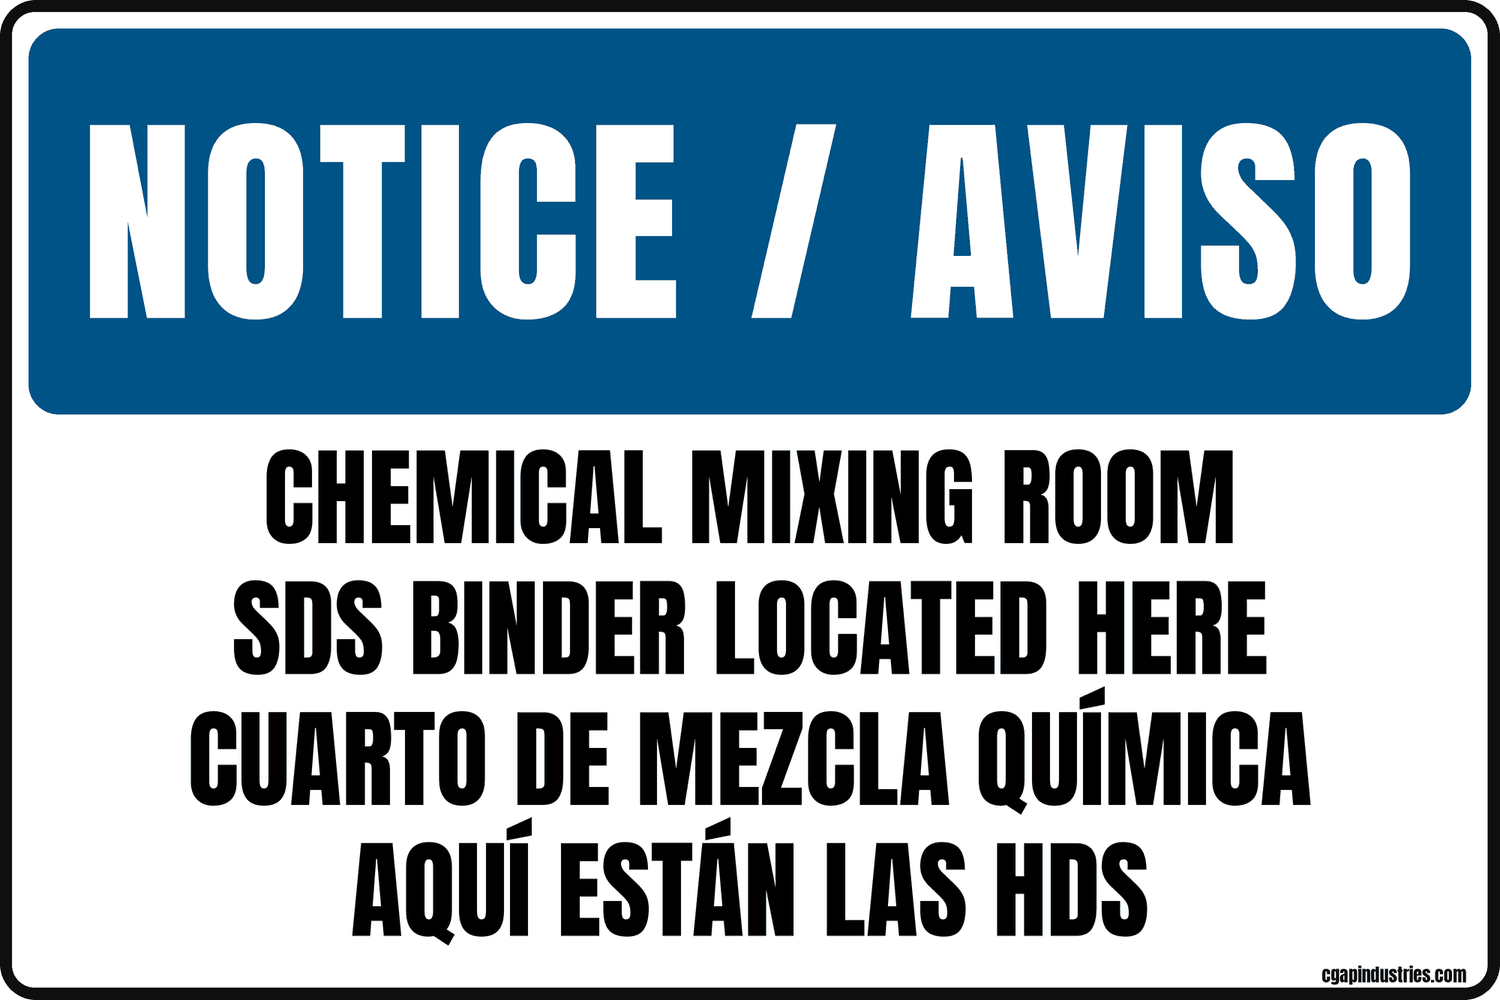 NOTICE / AVISO
CHEMICAL MIXING ROOM
SDS BINDER LOCATED HERE
CUARTO DE MEZCLA QUÍMICA
AQUÍ ESTÁN LAS HDS
cgapindustries.com